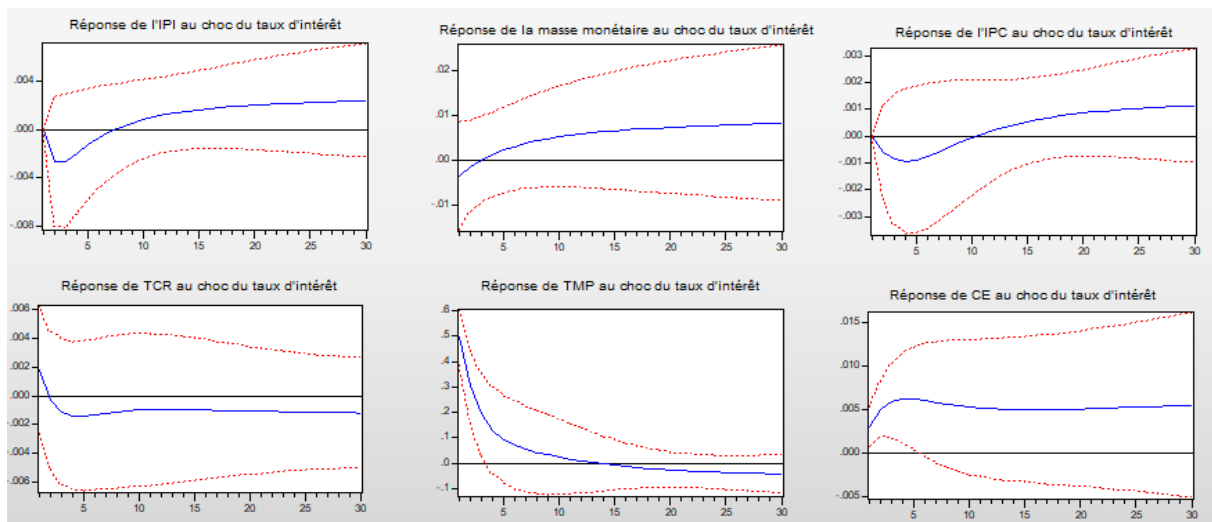 Réponse de l'IPI au choc du taux d'intérêt
.004
.000
-.004
-.008
5 10 15 20 25 30
Réponse de la masse monétaire au choc du taux d'intérêt
.02
.01
.00
-.01
5 10 15 20 25 30
Réponse de l'IPC au choc du taux d'intérêt
.003
.002
.001
.000
-.001
-.002
-.003
5 10 15 20 25 30
Réponse de TCR au choc du taux d'intérêt
.006
.004
.002
.000
-.002
-.004
-.006
5 10 15 20 25 30
Réponse de TMP au choc du taux d'intérêt
.6
.5
.4
.3
.2
.1
.0
-.1
5 10 15 20 25 30
Réponse de CE au choc du taux d'intérêt
.015
.010
.005
.000
-.005
5 10 15 20 25 30